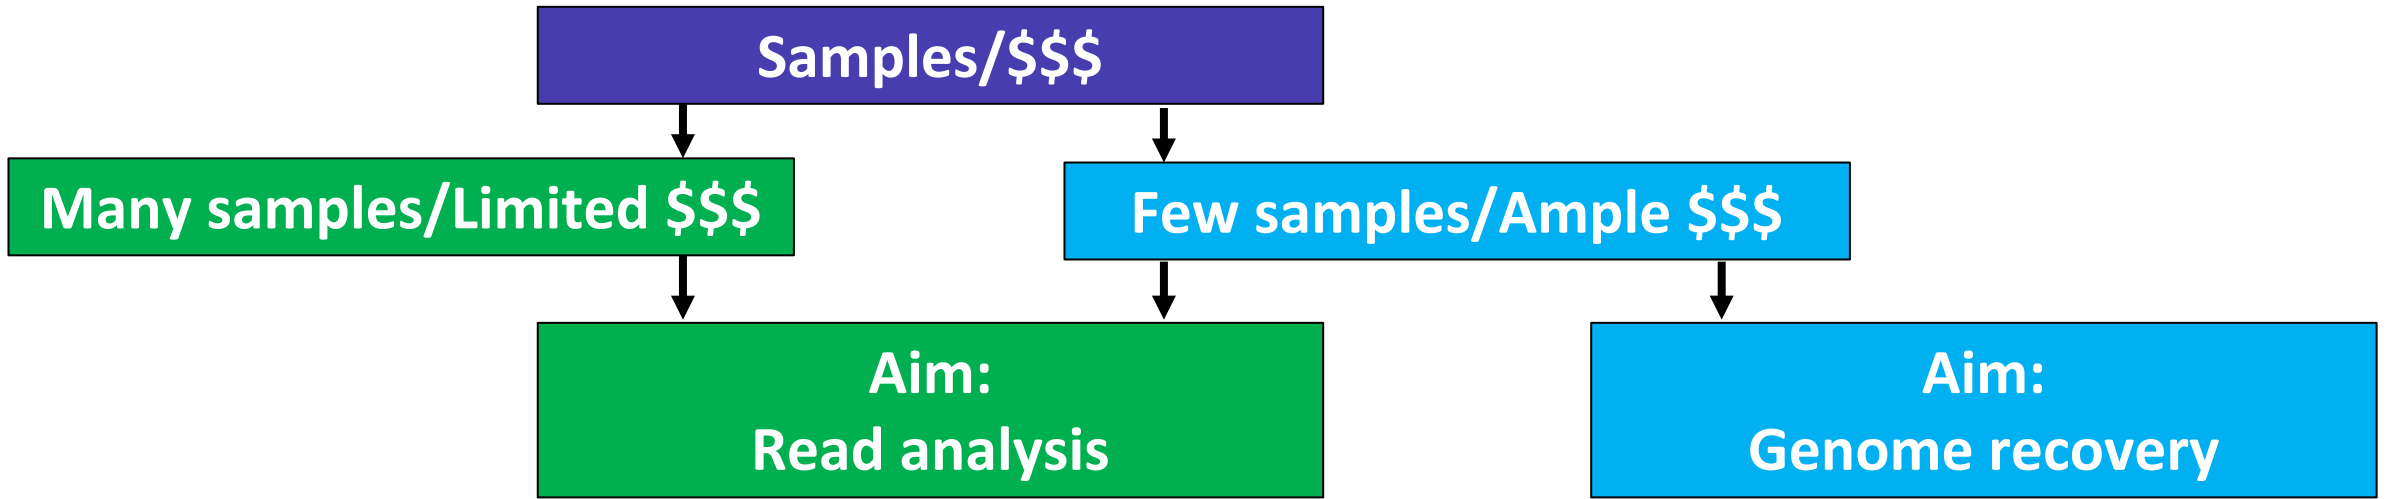 Samples/$$$
Many samples/Limited $$$
Few samples/Ample $$$
Aim:
Read analysis
Aim:
Genome recovery